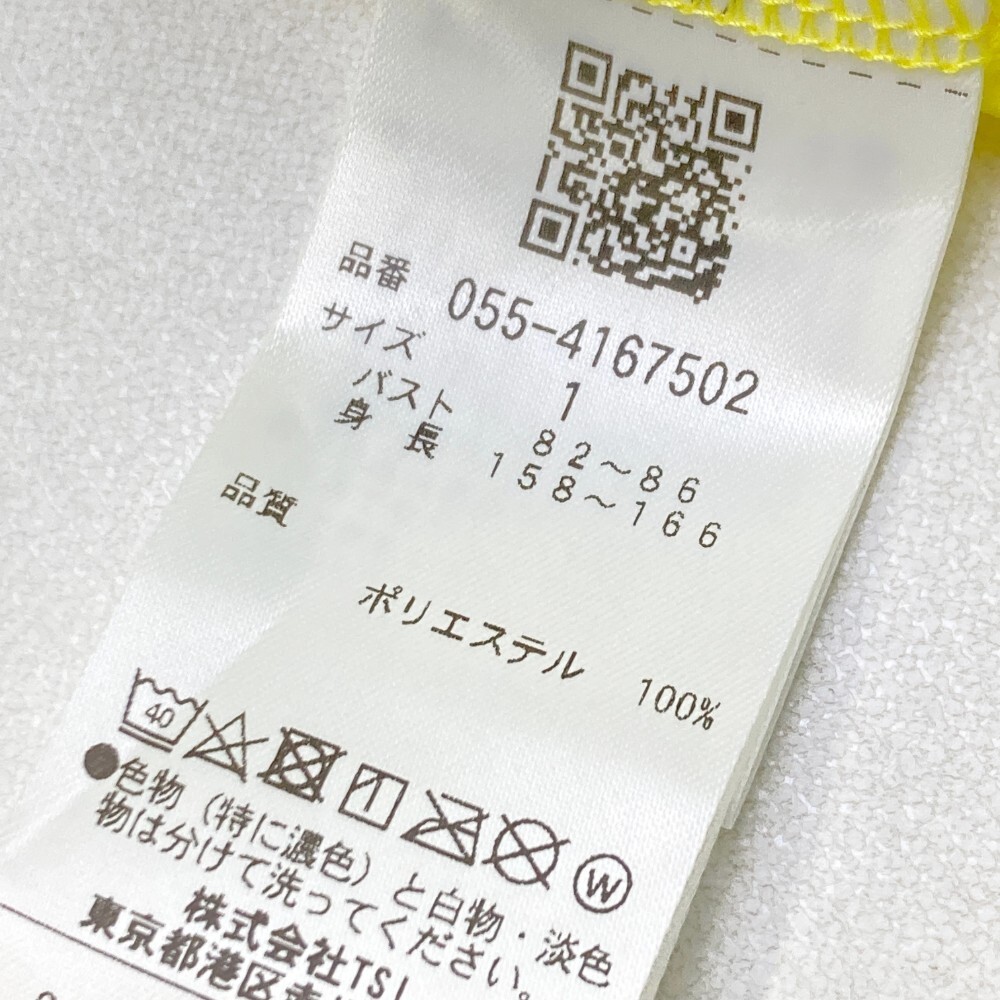 品番 055-4167502
サイズ 1
バスト 82～86
身長 158～166
品質
ポリエステル 100%
40
W
●色物（特に濃色）と白物・淡色
物は分けて洗ってください。
株式会社TSI
東京都港区